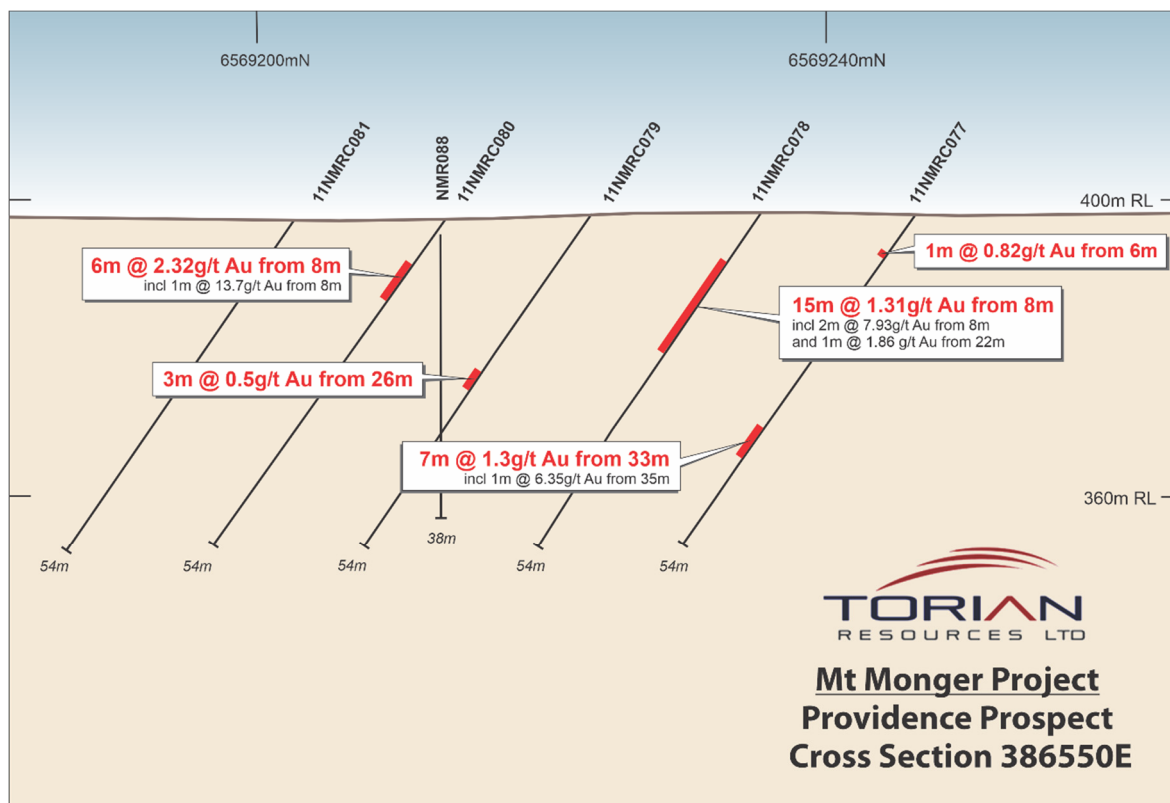 6569200mN
6569240mN
11NMRC081
NMR088
11NMRC080
11NMRC079
11NMRC078
11NMRC077
400m RL
6m @ 2.32g/t Au from 8m
incl 1m @ 13.7g/t Au from 8m
1m @ 0.82g/t Au from 6m
15m @ 1.31g/t Au from 8m
incl 2m @ 7.93g/t Au from 8m
and 1m @ 1.86 g/t Au from 22m
3m @ 0.5g/t Au from 26m
7m @ 1.3g/t Au from 33m
incl 1m @ 6.35g/t Au from 35m
360m RL
54m
54m
54m
38m
54m
54m
TORIAN
RESOURCES LTD
Mt Monger Project
Providence Prospect
Cross Section 386550E